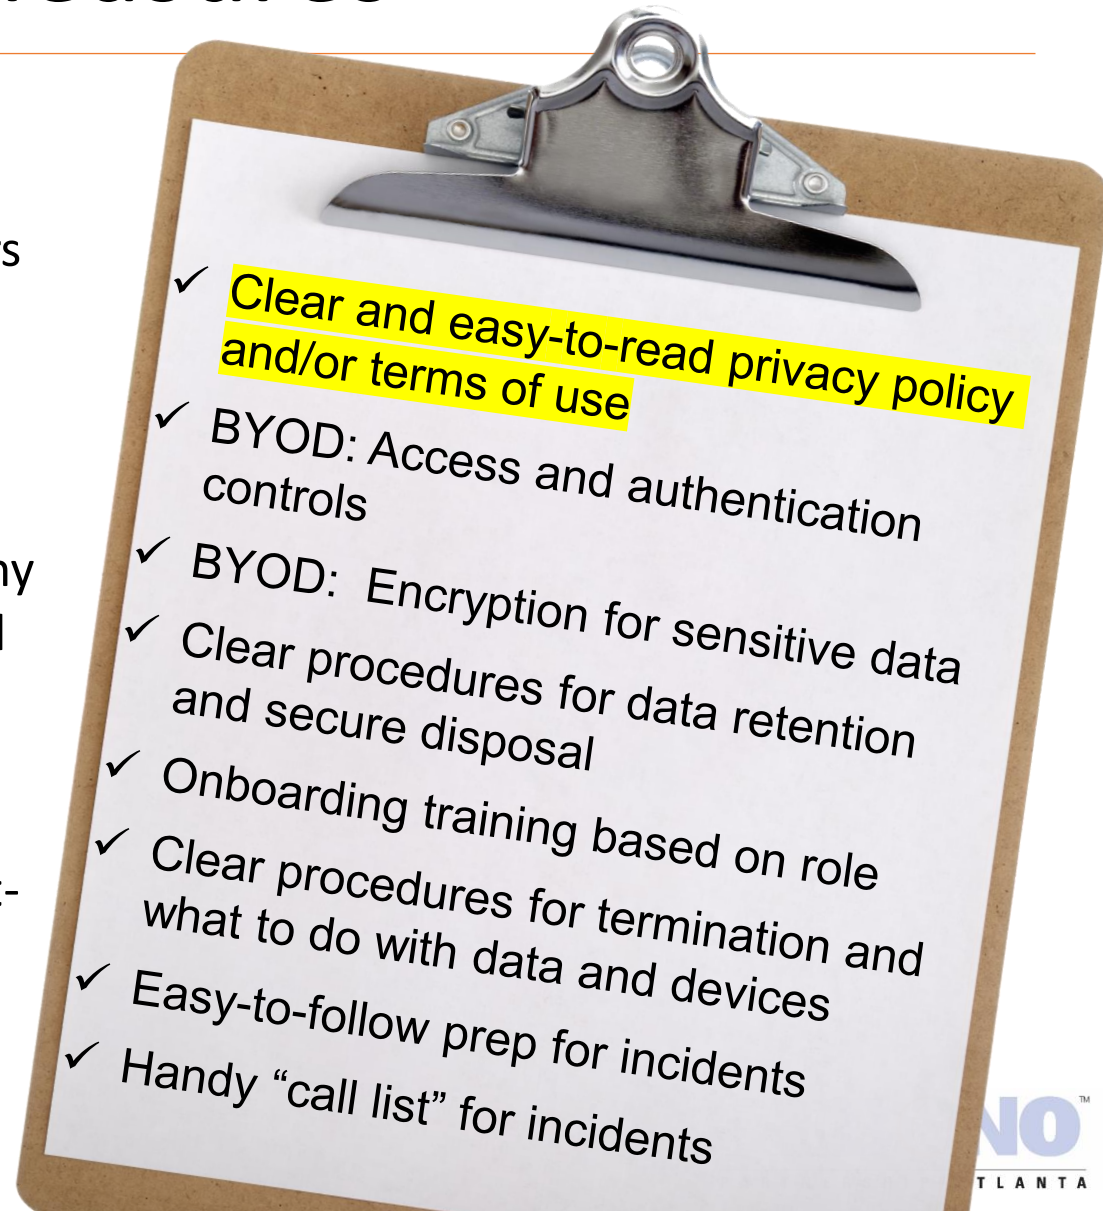 ✓ Clear and easy-to-read privacy policy
and/or terms of use
✓ BYOD: Access and authentication
controls
✓ BYOD: Encryption for sensitive data
✓ Clear procedures for data retention
and secure disposal
✓ Onboarding training based on role
✓ Clear procedures for termination and
what to do with data and devices
✓ Easy-to-follow prep for incidents
✓ Handy “call list” for incidents
NO™
TLANTA